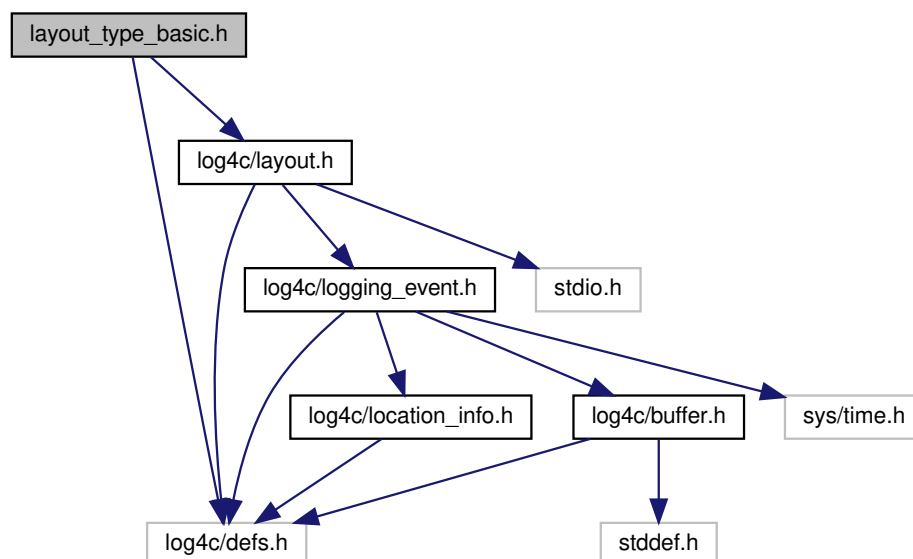 layout_type_basic.h
log4c/layout.h
log4c/logging_event.h
stdio.h
log4c/location_info.h
log4c/buffer.h
sys/time.h
log4c/defs.h
stddef.h